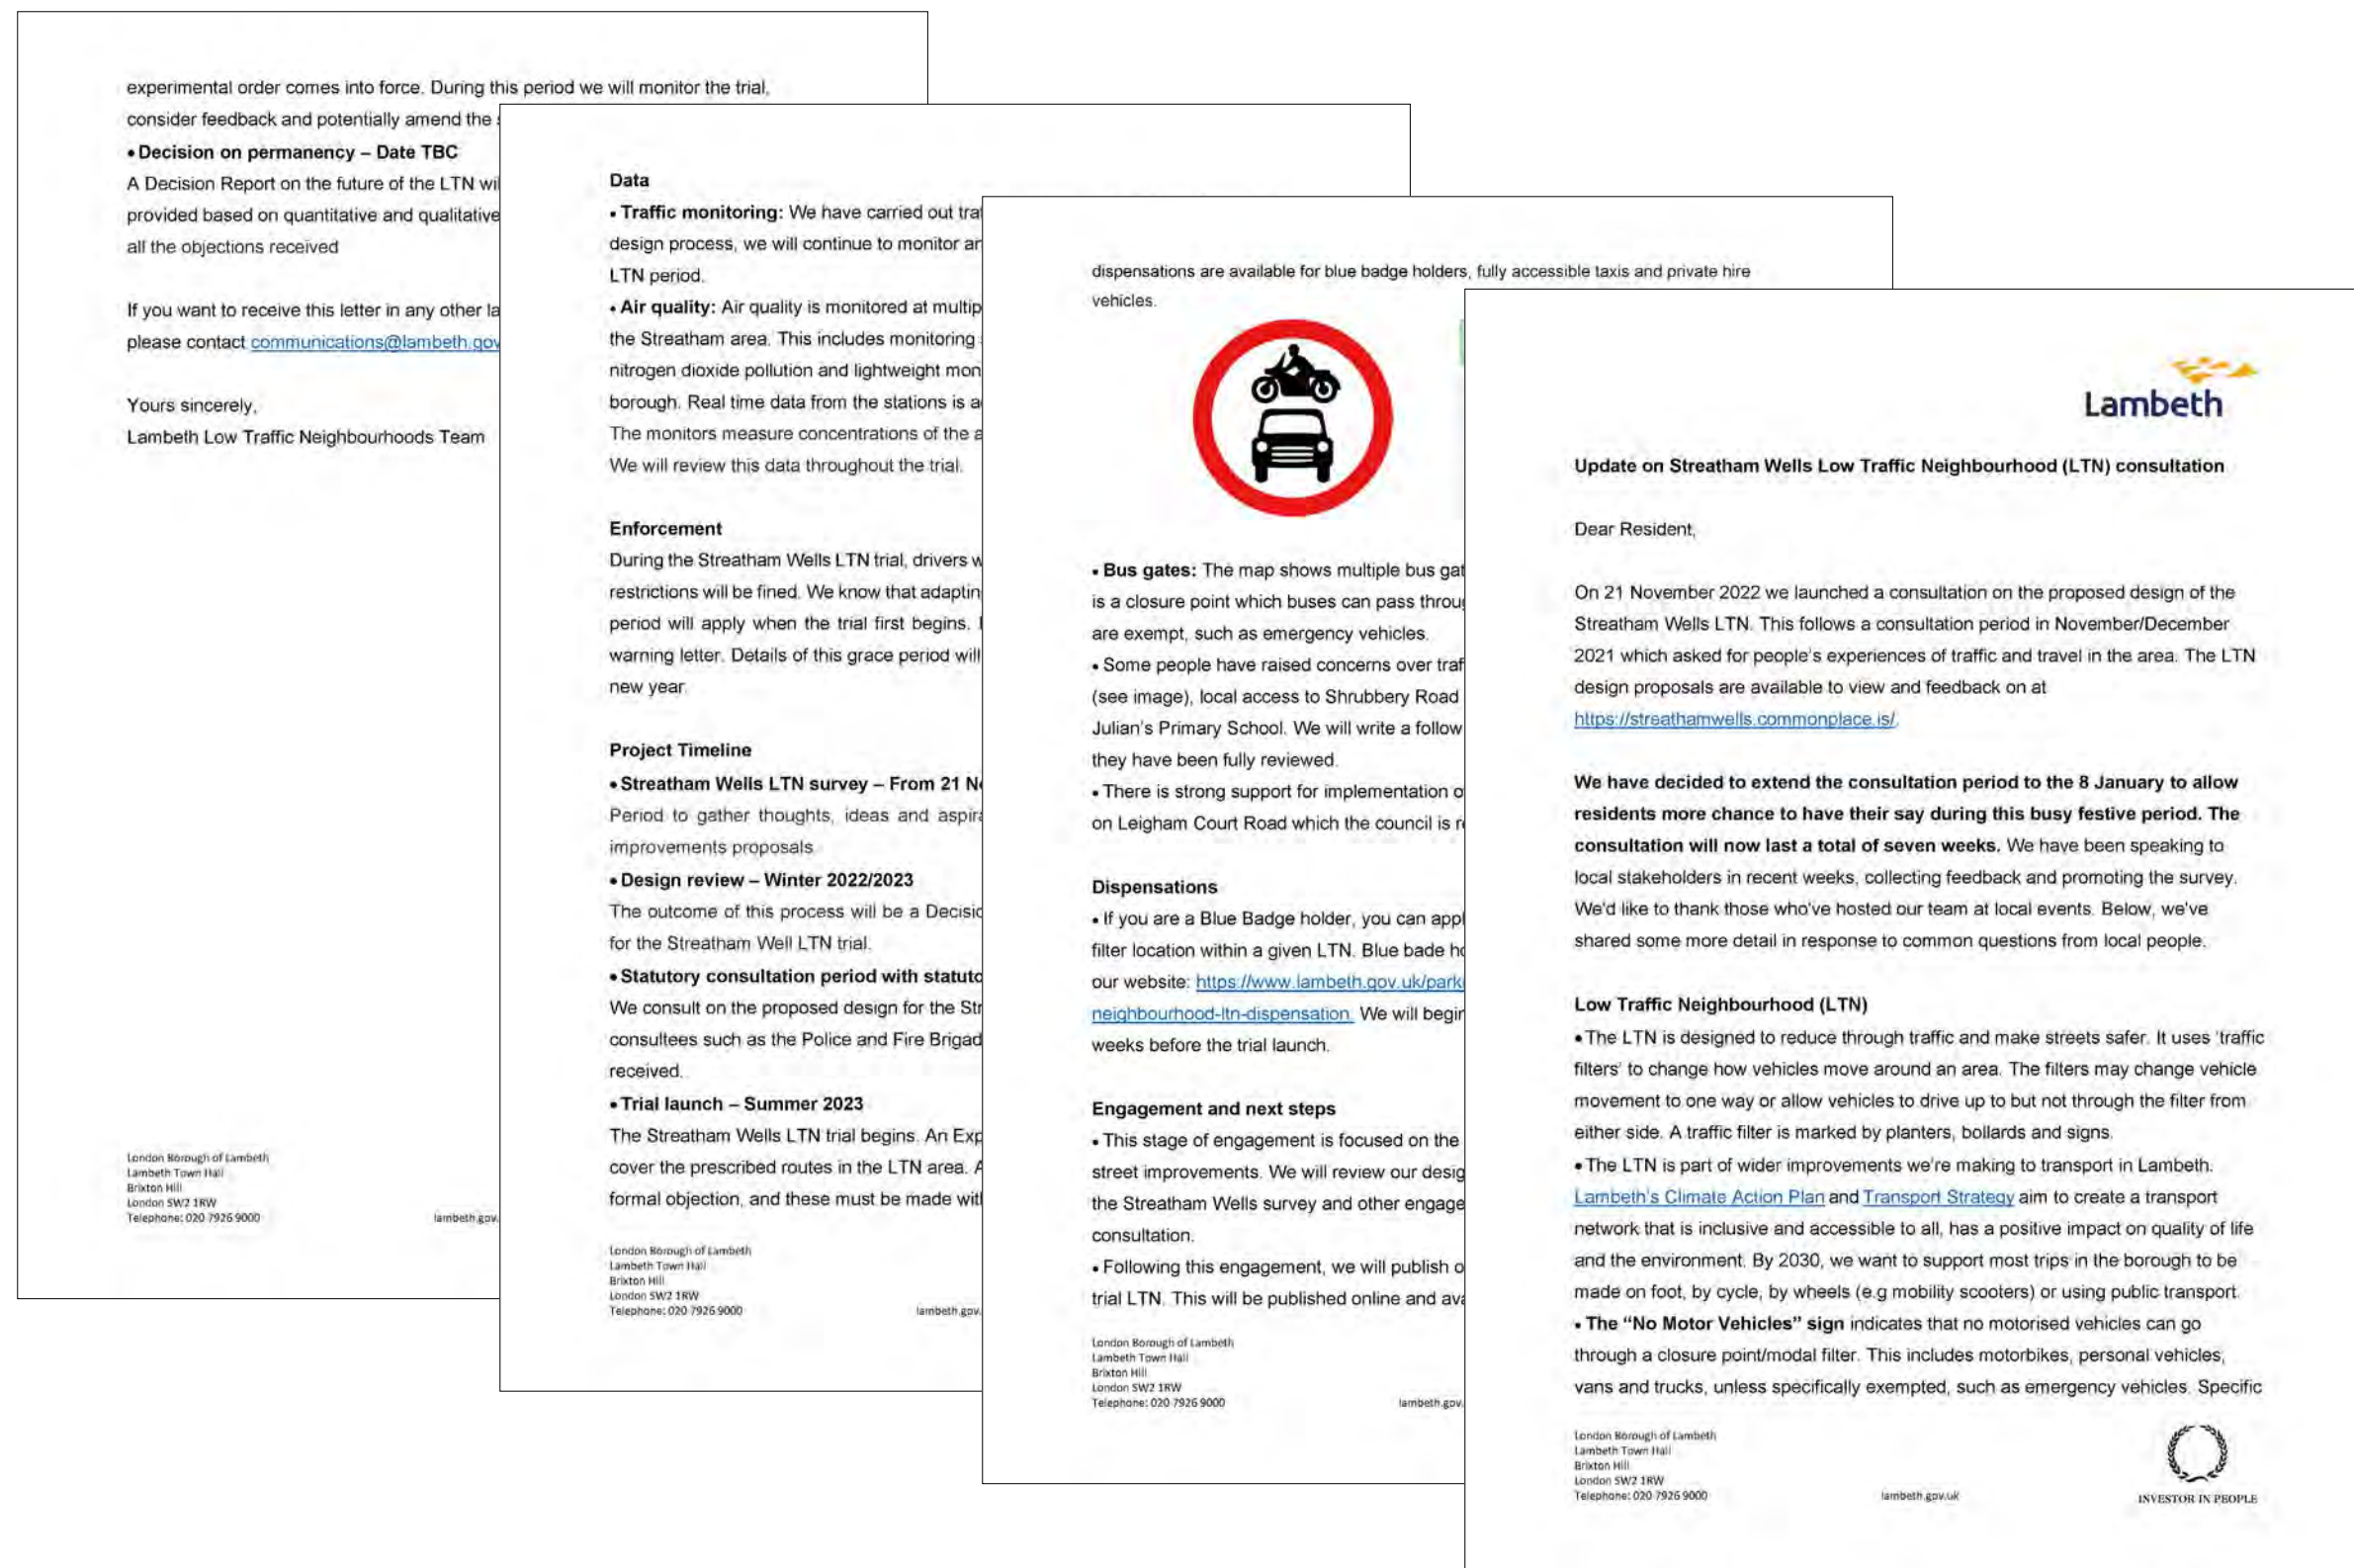 experimental order comes into force. During this period we will monitor the trial,
consider feedback and potentially amend the
• Decision on permanency – Date TBC
A Decision Report on the future of the LTN
provided based on quantitative and qualitative
all the objections received
If you want to receive this letter in any other
please contact communications@lambeth.gov
Yours sincerely,
Lambeth Low Traffic Neighbourhoods Team
London Borough of Lambeth
Lambeth Town Hall
Brixton Hill
London SW2 1RW
Telephone: 020 7926 9000
lambeth.gov.
Data
• Traffic monitoring: We have carried out
design process, we will continue to monitor
LTN period.
• Air quality: Air quality is monitored at
the Streatham area. This includes monitoring
nitrogen dioxide pollution and lightweight
borough. Real time data from the stations is
The monitors measure concentrations of the
We will review this data throughout the trial.
Enforcement
During the Streatham Wells LTN trial, drivers
restrictions will be fined. We know that
period will apply when the trial first begins.
warning letter. Details of this grace period will
new year.
Project Timeline
• Streatham Wells LTN survey – From 21
Period to gather thoughts, ideas and
improvements proposals
• Design review – Winter 2022/2023
The outcome of this process will be a
for the Streatham Well LTN trial.
• Statutory consultation period with
We consult on the proposed design for the
consultees such as the Police and Fire
received.
• Trial launch – Summer 2023
The Streatham Wells LTN trial begins. An
cover the prescribed routes in the LTN area.
formal objection, and these must be made
London Borough of Lambeth
Lambeth Town Hall
Brixton Hill
London SW2 1RW
Telephone: 020 7926 9000
lambeth.gov.
dispensations are available for blue badge holders, fully accessible taxis and private hire
vehicles.
• Bus gates: The map shows multiple bus
is a closure point which buses can pass
are exempt, such as emergency vehicles.
• Some people have raised concerns over
(see image), local access to Shrubbery Road
Julian's Primary School. We will write a follow
they have been fully reviewed.
• There is strong support for implementation
on Leigham Court Road which the council is
Dispensations
• If you are a Blue Badge holder, you can
filter location within a given LTN. Blue bade
our website: https://www.lambeth.gov.uk/park
neighbourhood-ltn-dispensation. We will
weeks before the trial launch.
Engagement and next steps
• This stage of engagement is focused on the
street improvements. We will review our
the Streatham Wells survey and other
consultation.
• Following this engagement, we will publish
trial LTN. This will be published online and
London Borough of Lambeth
Lambeth Town Hall
Brixton Hill
London SW2 1RW
Telephone: 020 7926 9000
lambeth.gov.
Lambeth
Update on Streatham Wells Low Traffic Neighbourhood (LTN) consultation
Dear Resident,
On 21 November 2022 we launched a consultation on the proposed design of the
Streatham Wells LTN. This follows a consultation period in November/December
2021 which asked for people's experiences of traffic and travel in the area. The LTN
design proposals are available to view and feedback on at
https://streathamwells.commonplace.is/.
We have decided to extend the consultation period to the 8 January to allow
residents more chance to have their say during this busy festive period. The
consultation will now last a total of seven weeks. We have been speaking to
local stakeholders in recent weeks, collecting feedback and promoting the survey.
We'd like to thank those who've hosted our team at local events. Below, we've
shared some more detail in response to common questions from local people.
Low Traffic Neighbourhood (LTN)
• The LTN is designed to reduce through traffic and make streets safer. It uses 'traffic
filters' to change how vehicles move around an area. The filters may change vehicle
movement to one way or allow vehicles to drive up to but not through the filter from
either side. A traffic filter is marked by planters, bollards and signs.
• The LTN is part of wider improvements we're making to transport in Lambeth.
Lambeth's Climate Action Plan and Transport Strategy aim to create a transport
network that is inclusive and accessible to all, has a positive impact on quality of life
and the environment. By 2030, we want to support most trips in the borough to be
made on foot, by cycle, by wheels (e.g mobility scooters) or using public transport.
• The “No Motor Vehicles” sign indicates that no motorised vehicles can go
through a closure point/modal filter. This includes motorbikes, personal vehicles,
vans and trucks, unless specifically exempted, such as emergency vehicles. Specific
London Borough of Lambeth
Lambeth Town Hall
Brixton Hill
London SW2 1RW
Telephone: 020 7926 9000
lambeth.gov.uk
INVESTOR IN PEOPLE